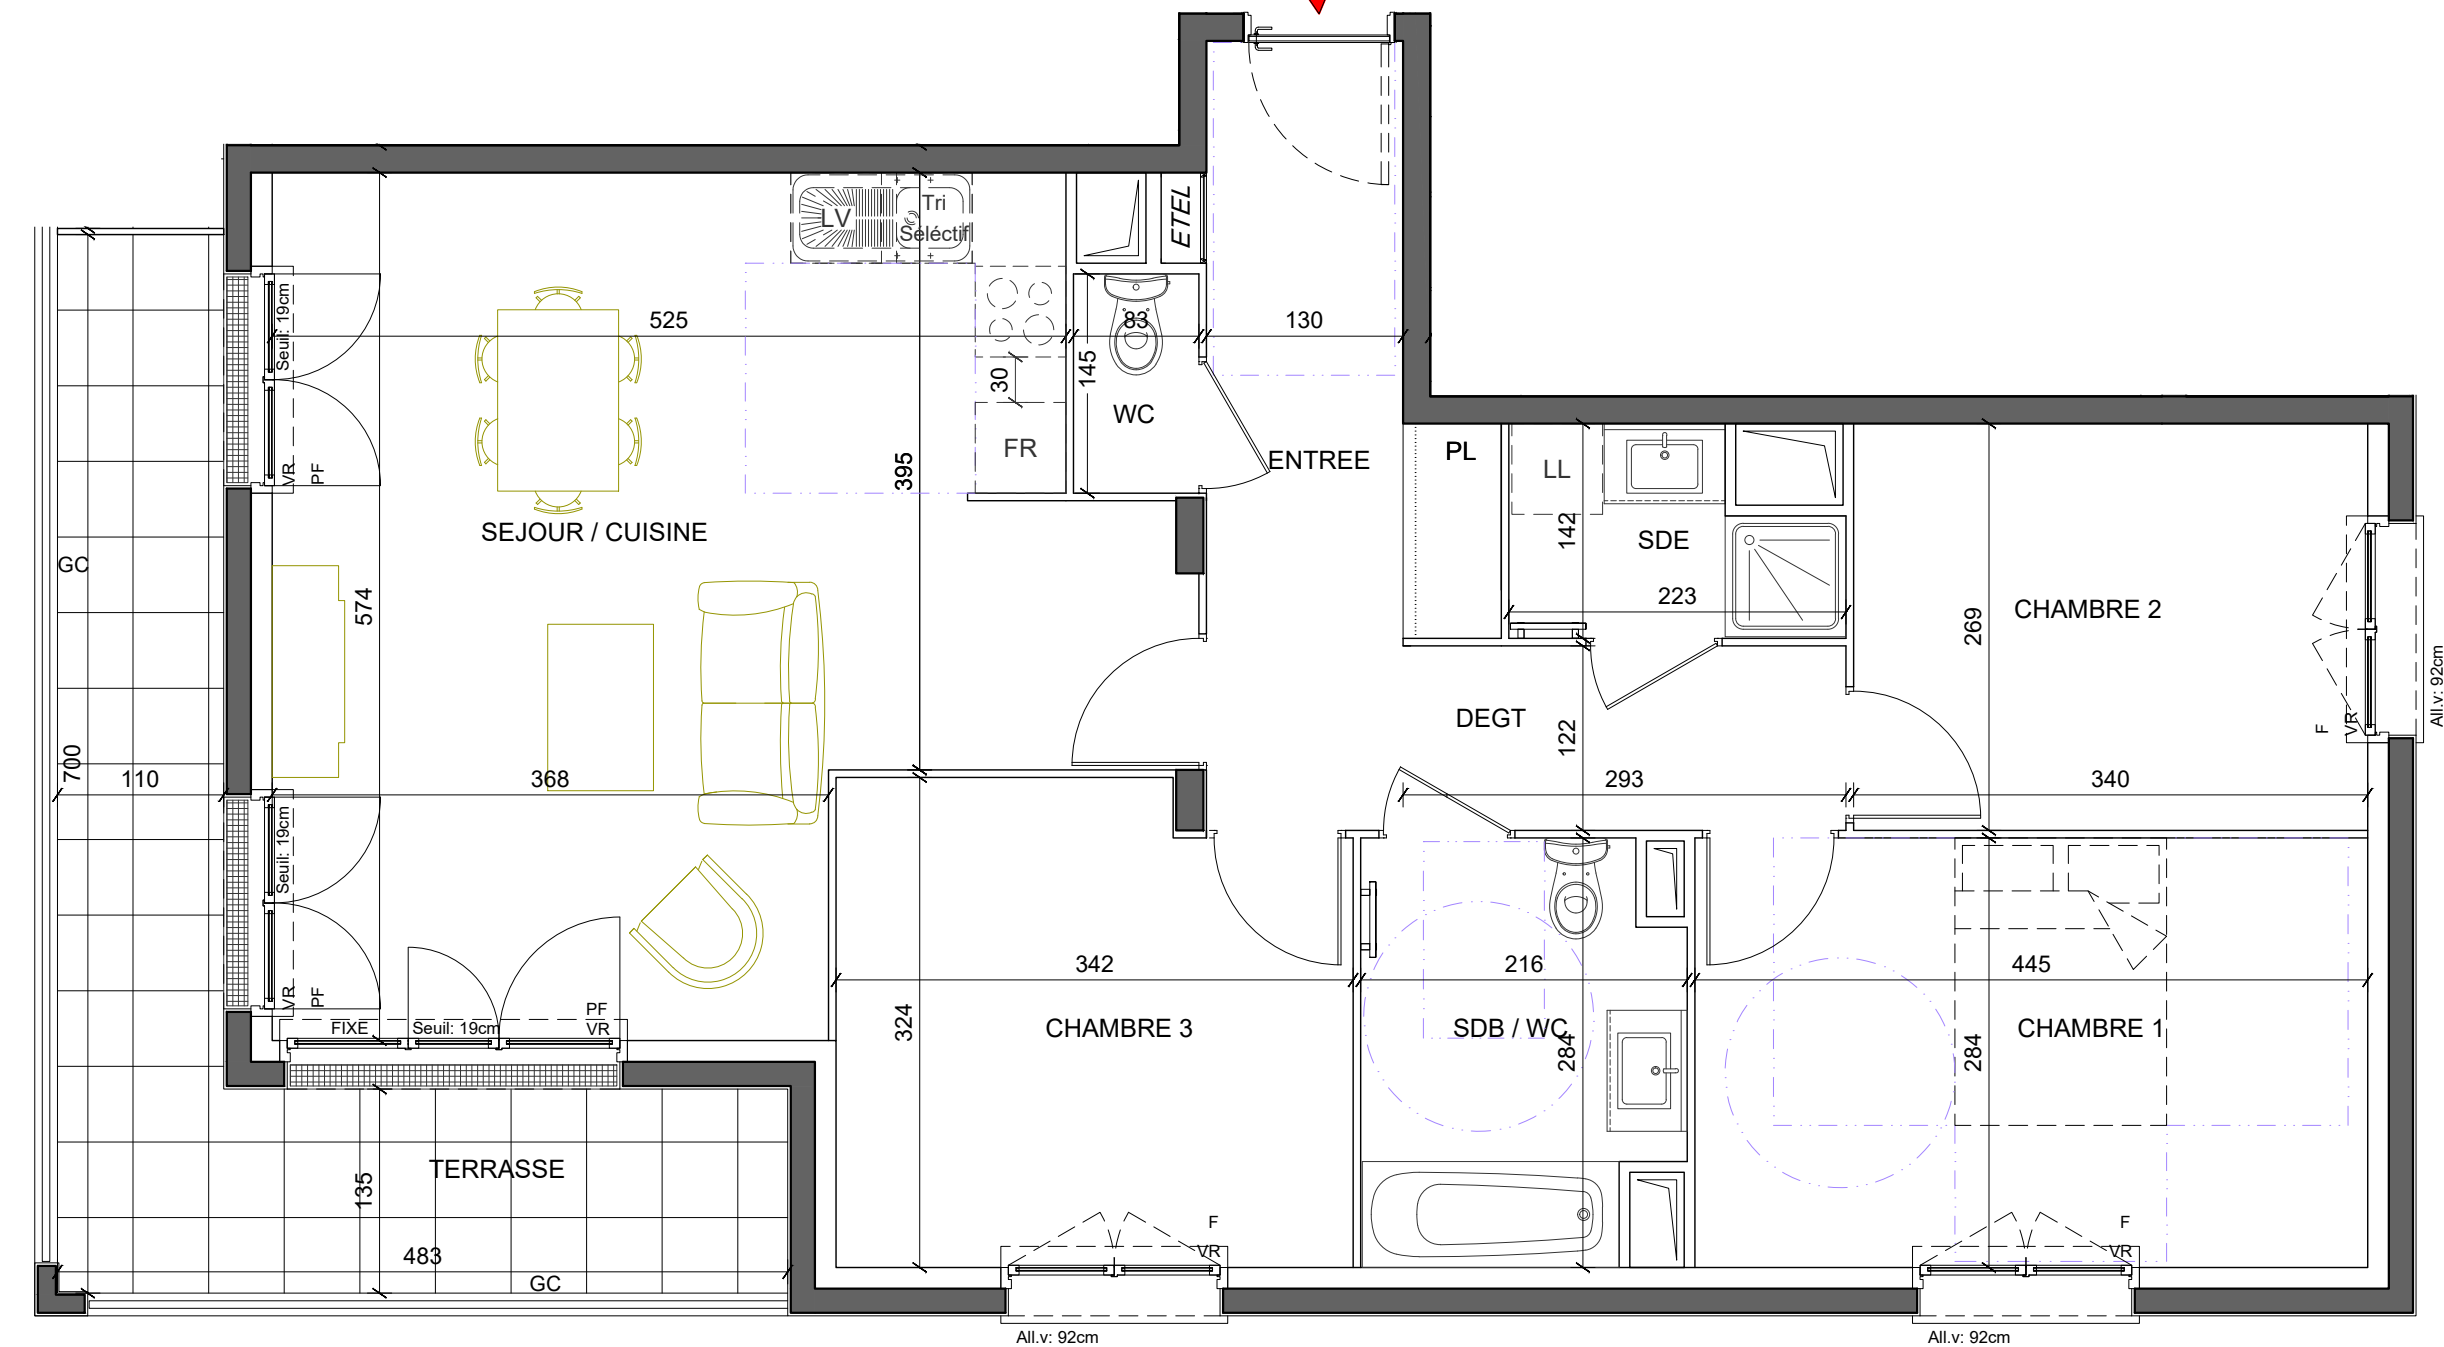 LV
Tri
Séléctif
ETEL
Seuil: 19cm
525
83
130
145
30
WC
FR
ENTREE
PL
LL
395
VR
PF
SEJOUR / CUISINE
142
SDE
GC
223
574
CHAMBRE 2
269
All.v: 92cm
F
VR
DEGT
122
700
110
368
293
340
Seuil: 19cm
VR
PF
342
216
445
PF
VR
FIXE
Seuil: 19cm
324
CHAMBRE 3
SDB / WC
284
CHAMBRE 1
284
TERRASSE
135
483
GC
F
VR
F
VR
All.v: 92cm
All.v: 92cm